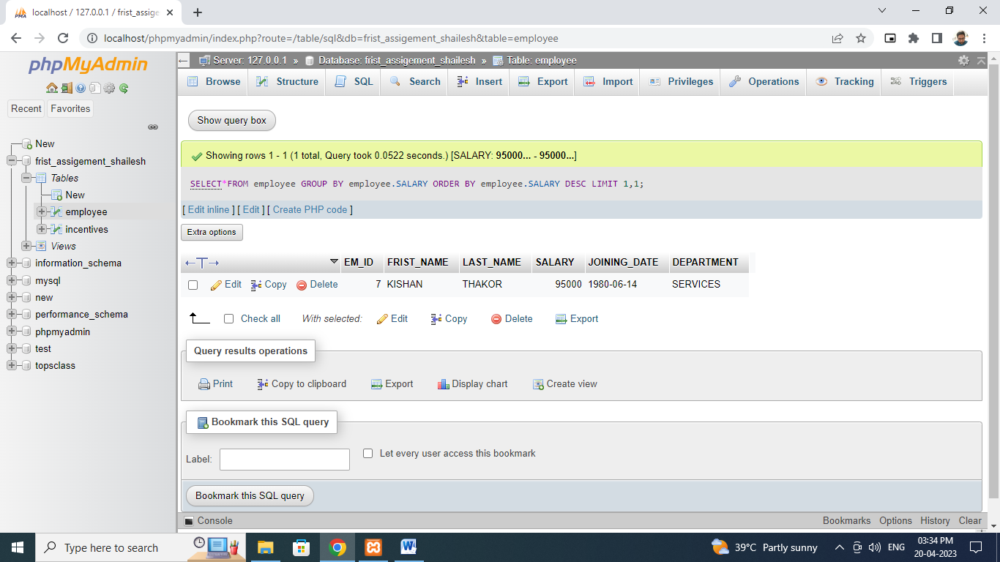 localhost / 127.0.0.1 / frist_assige
localhost/phpmyadmin/index.php?route=/table/sql&db=frist_assigement_shailesh&table=employee
phpMyAdmin
Recent Favorites
New
frist_assigement_shailesh
Tables
New
employee
incentives
Views
information_schema
mysql
new
performance_schema
phpmyadmin
test
topsclass
Server: 127.0.0.1 » Database: frist_assigement_shailesh » Table: employee
Browse Structure SQL Search Insert Export Import Privileges Operations Tracking Triggers
Show query box
Showing rows 1 - 1 (1 total, Query took 0.0522 seconds.) [SALARY: 95000... - 95000...]
SELECT*FROM employee GROUP BY employee.SALARY ORDER BY employee.SALARY DESC LIMIT 1,1;
[ Edit inline ] [ Edit ] [ Create PHP code ]
Extra options
EM_ID FRIST_NAME LAST_NAME SALARY JOINING_DATE DEPARTMENT
Edit Copy Delete 7 KISHAN THAKOR 95000 1980-06-14 SERVICES
Check all With selected: Edit Copy Delete Export
Query results operations
Print Copy to clipboard Export Display chart Create view
Bookmark this SQL query
Label: Let every user access this bookmark
Bookmark this SQL query
Console Bookmarks Options History Clear
Type here to search 39°C Partly sunny ENG 03:34 PM
20-04-2023